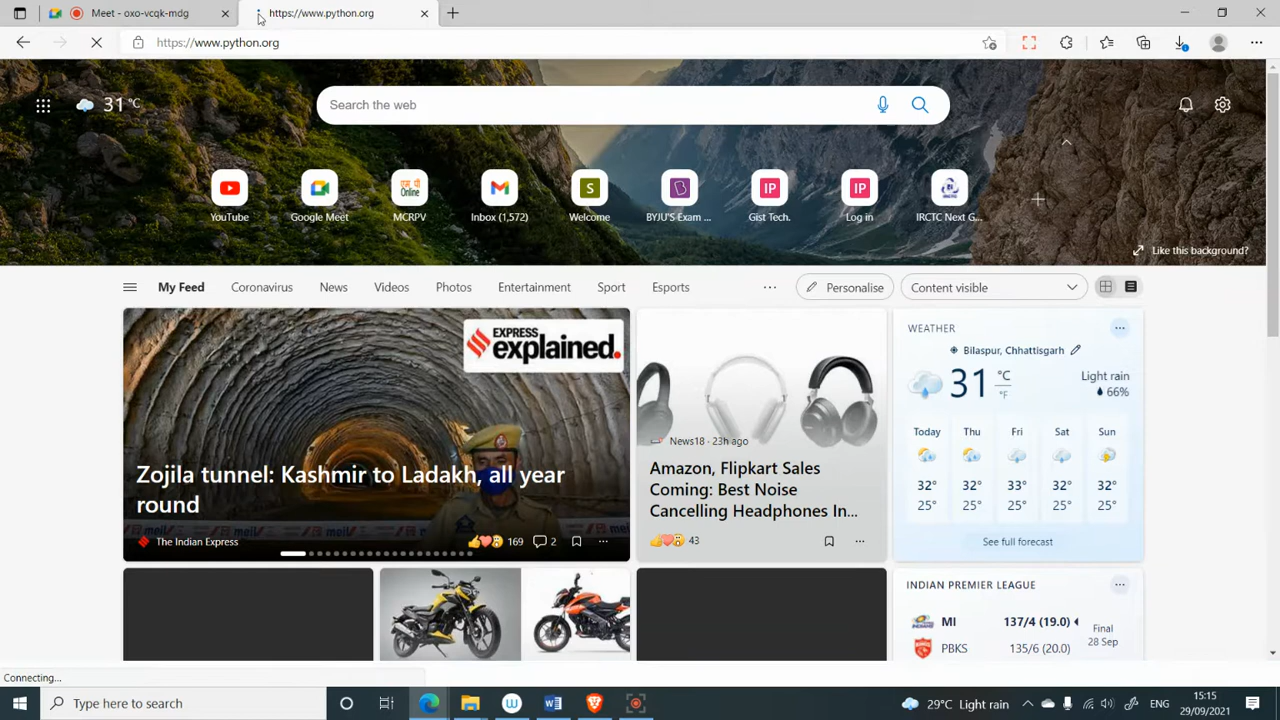 Meet - oxo-vcqk-mdg
https://www.python.org
https://www.python.org
31 °C
Search the web
एम पी
Online
S
IP
IP
YouTube
Google Meet
MCRPV
Inbox (1,572)
Welcome
BYJU'S Exam ...
Gist Tech.
Log in
IRCTC Next G...
Like this background?
My Feed
Coronavirus
News
Videos
Photos
Entertainment
Sport
Esports
Personalise
Content visible
EXPRESS
explained.
Zojila tunnel: Kashmir to Ladakh, all year
round
The Indian Express
169
2
News18 · 23h ago
Amazon, Flipkart Sales
Coming: Best Noise
Cancelling Headphones In...
43
WEATHER
Bilaspur, Chhattisgarh
31 °C
°F
Light rain
66%
Today
Thu
Fri
Sat
Sun
32°
32°
33°
32°
32°
25°
25°
25°
25°
25°
See full forecast
INDIAN PREMIER LEAGUE
MI
137/4 (19.0)
PBKS
135/6 (20.0)
Final
28 Sep
Connecting...
Type here to search
29°C Light rain
ENG
15:15
29/09/2021